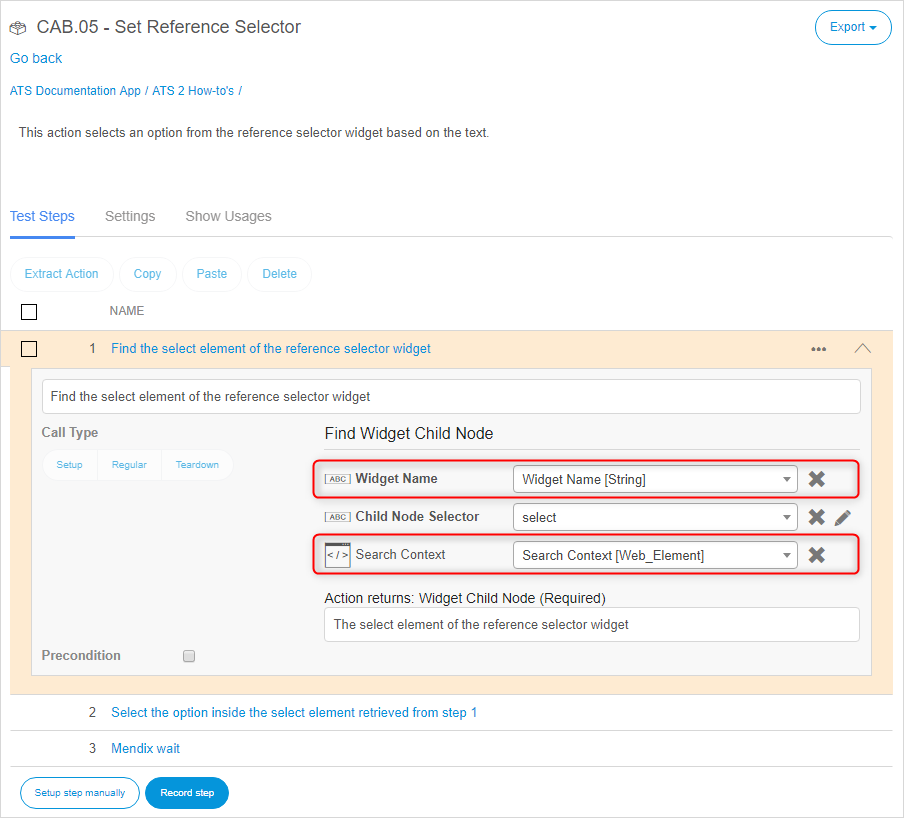 CAB.05 - Set Reference Selector
Export
Go back
ATS Documentation App / ATS 2 How-to's /
This action selects an option from the reference selector widget based on the text.
Test Steps Settings Show Usages
Extract Action Copy Paste Delete
NAME
1 Find the select element of the reference selector widget
Find the select element of the reference selector widget
Call Type
Setup Regular Teardown
Find Widget Child Node
ABC Widget Name Widget Name [String]
ABC Child Node Selector select
</> Search Context Search Context [Web_Element]
Action returns: Widget Child Node (Required)
The select element of the reference selector widget
Precondition
2 Select the option inside the select element retrieved from step 1
3 Mendix wait
Setup step manually Record step